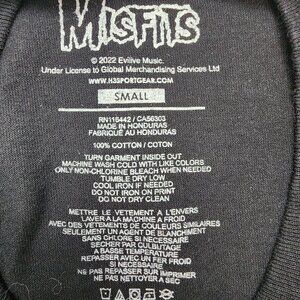 MISFITS
© 2022 Evilive Music.
Under License to Global Merchandising Services Ltd
WWW.H3SPORTGEAR.COM
SMALL
RN116442 / CA56303
MADE IN HONDURAS
FABRIQUÉ AU HONDURAS
100% COTTON / COTON
TURN GARMENT INSIDE OUT
MACHINE WASH COLD WITH LIKE COLORS
ONLY NON-CHLORINE BLEACH WHEN NEEDED
TUMBLE DRY LOW
COOL IRON IF NEEDED
DO NOT IRON ON PRINT
DO NOT DRY CLEAN
METTRE LE VETEMENT A L'ENVERS
LAVER A LA MACHINE A FROID
AVEC DES VETEMENTS DE COULEURS SIMILAIRES
SEULEMENT UN AGENT DE BLANCHIMENT
SANS CHLORE SI NECESSAIRE
SECHER PAR CULBUTAGE
A BASSE TEMPERATURE
REPASSER AVEC UN FER FROID
SI NECESSAIRE
NE PAS REPASSER SUR IMPRIMER
NE PAS NETTOYER A SEC